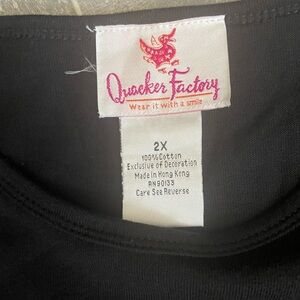 Quacker Factory
Wear it with a smile
2X
100% Cotton
Exclusive of Decoration
Made in Hong Kong
RN90133
Care See Reverse